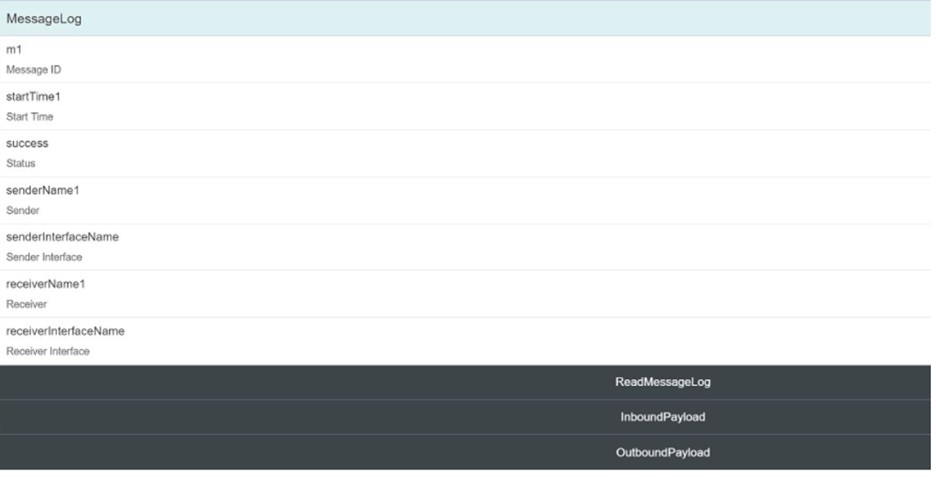 MessageLog
m1
Message ID
startTime1
Start Time
success
Status
senderName1
Sender
senderInterfaceName
Sender Interface
receiverName1
Receiver
receiverInterfaceName
Receiver Interface
ReadMessageLog
InboundPayload
OutboundPayload